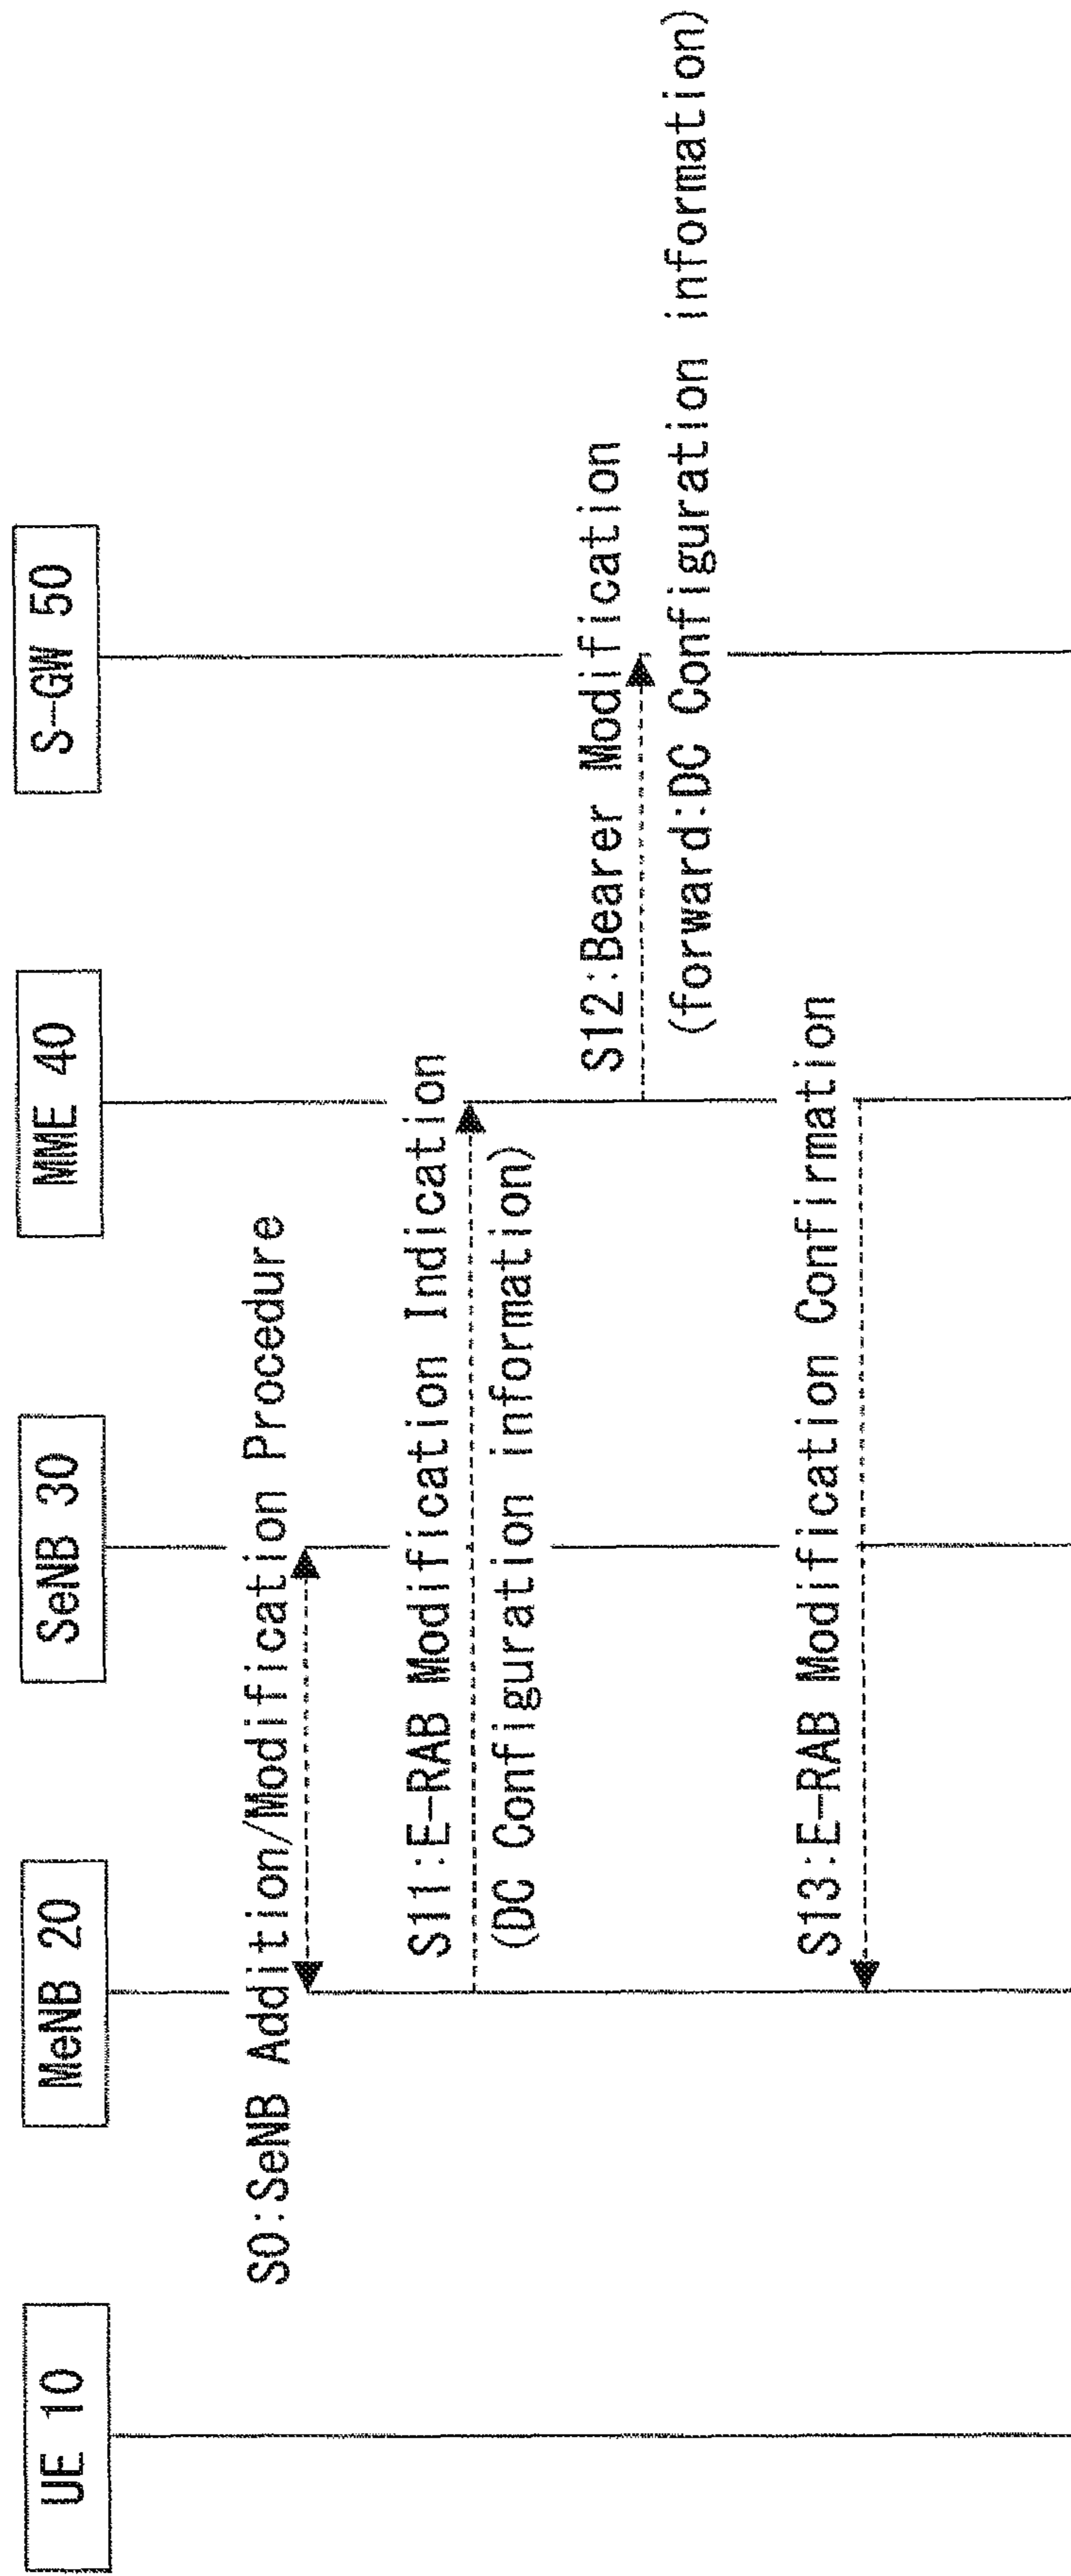 UE 10
MeNB 20
SeNB 30
MME 40
S-GW 50
S0:SeNB Addition/Modification Procedure
S11:E-RAB Modification Indication
(DC Configuration information)
S12:Bearer Modification
(forward:DC Configuration information)
S13:E-RAB Modification Confirmation